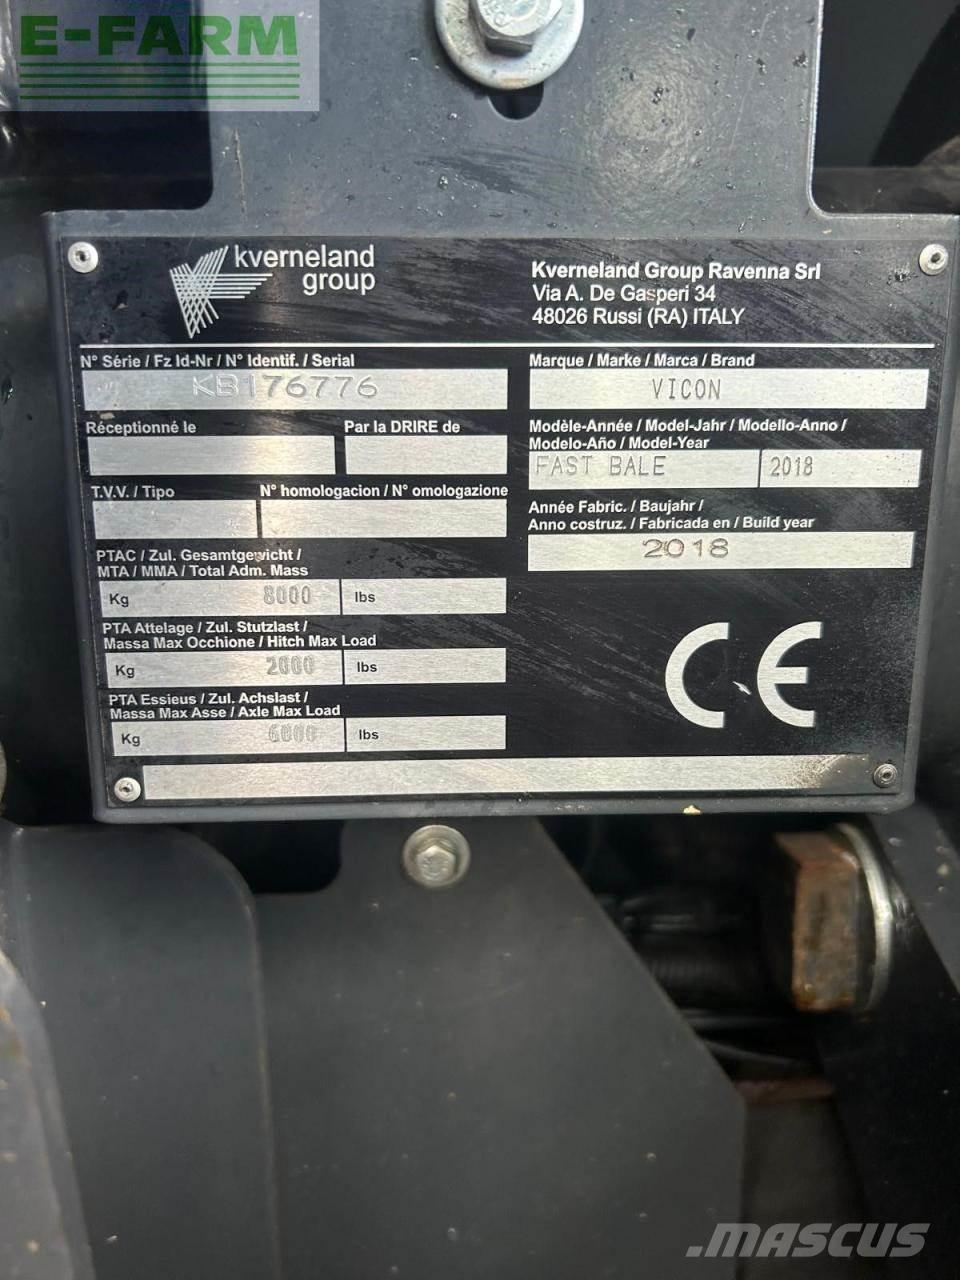 E-FARM
kverneland
group
Kverneland Group Ravenna Srl
Via A. De Gasperi 34
48026 Russi (RA) ITALY
N° Série / Fz Id-Nr / N° Identif. / Serial
KB176776
Marque / Marke / Marca / Brand
VICON
Réceptionné le
Par la DRIRE de
Modèle-Année / Model-Jahr / Modello-Anno /
Modelo-Año / Model-Year
FAST BALE
2018
T.V.V. / Tipo
N° homologacion / N° omologazione
Année Fabric. / Baujahr /
Anno costruz. / Fabricada en / Build year
2018
PTAC / Zul. Gesamtgewicht /
MTA / MMA / Total Adm. Mass
Kg 8000 lbs
PTA Attelage / Zul. Stutzlast /
Massa Max Occhione / Hitch Max Load
Kg 2000 lbs
PTA Essieus / Zul. Achslast /
Massa Max Asse / Axle Max Load
Kg 6000 lbs
CE
MASCUS